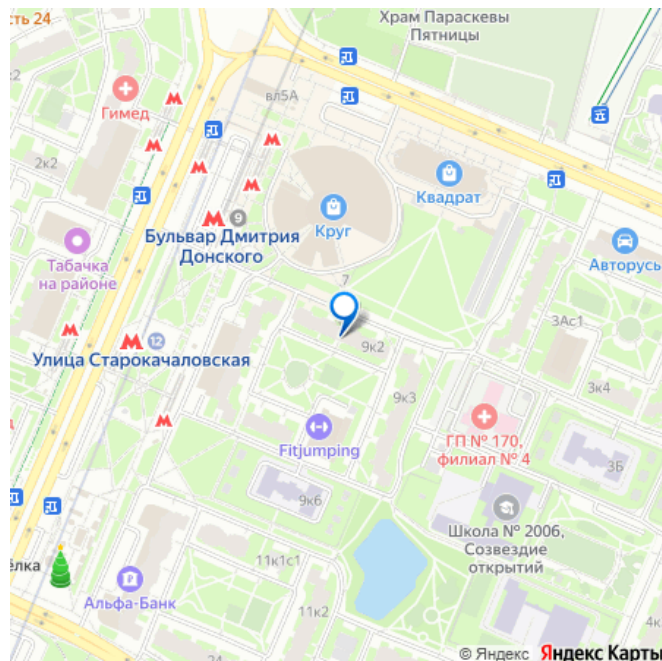 сть 24
Храм Параскевы
Пятницы
вл5А
Гимед
2к2
Квадрат
9
Круг
Бульвар Дмитрия
Донского
Табачка
на районе
Авторусь
7
3Ас1
12
Улица Старокачаловская
9к2
3к4
9к3
ГП № 170,
филиал № 4
Fitjumping
3Б
9к6
Школа № 2006,
Созвездие
открытий
11к1с1
ёлка
Альфа-Банк
11к2
4к
24
© Яндекс Яндекс Карты